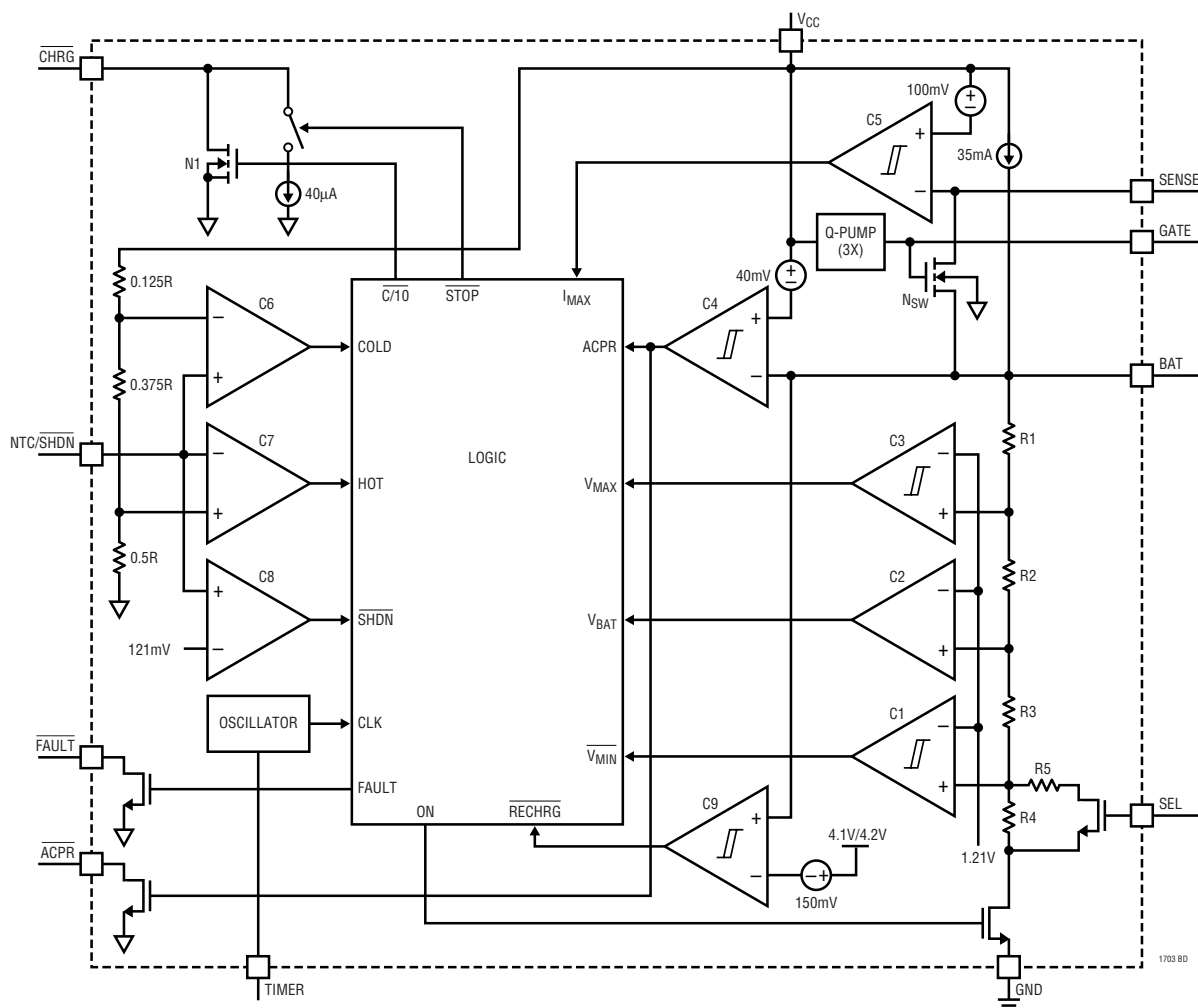 VCC
CHRG
100mV
C5
+
−
35mA
N1
40µA
SENSE
GATE
Q-PUMP
(3X)
40mV
NSW
0.125R
C/10
STOP
IMAX
C6
−
+
COLD
ACPR
C4
+
−
BAT
0.375R
R1
NTC/SHDN
C7
−
+
HOT
LOGIC
VMAX
C3
−
+
0.5R
C8
+
−
SHDN
121mV
VBAT
C2
−
+
R2
R3
OSCILLATOR
CLK
VMIN
C1
−
+
R5
R4
SEL
1.21V
FAULT
FAULT
ON
RECHRG
C9
+
−
4.1V/4.2V
− +
150mV
ACPR
TIMER
GND
1703 BD